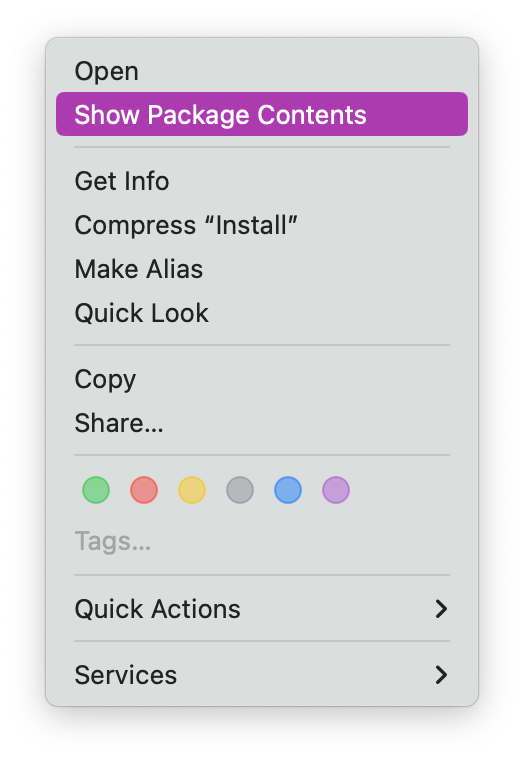 Open
Show Package Contents
Get Info
Compress “Install”
Make Alias
Quick Look
Copy
Share...
Tags...
Quick Actions
Services